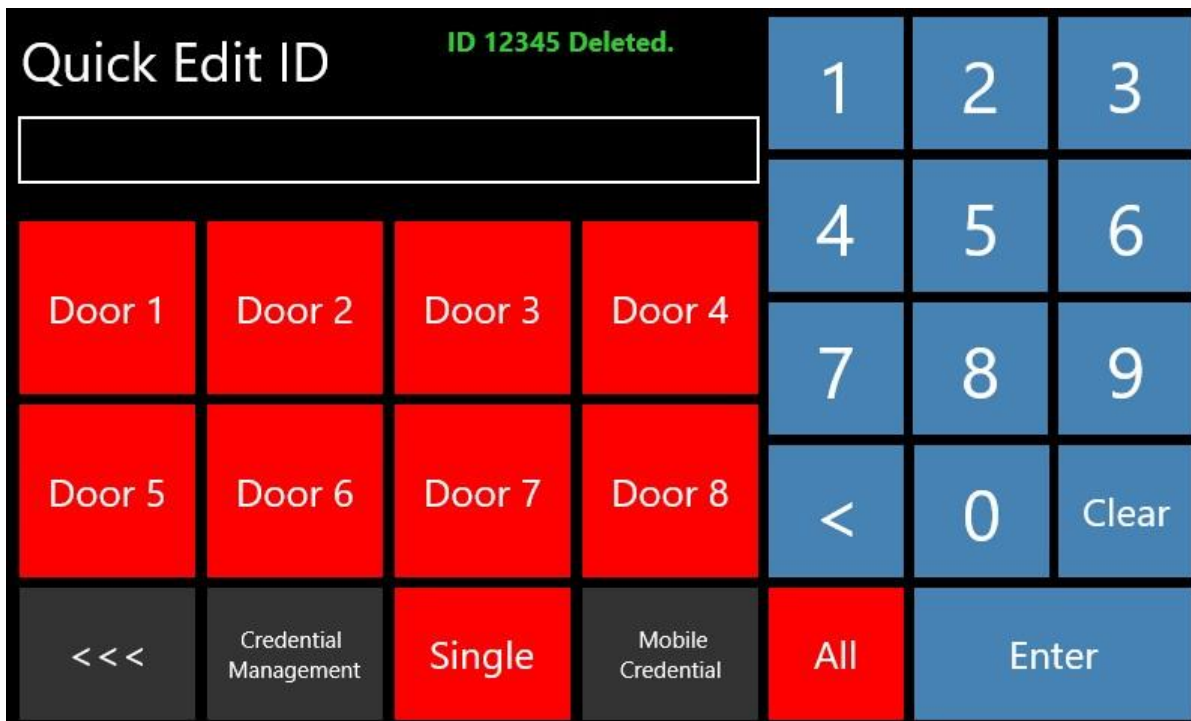 Quick Edit ID
ID 12345 Deleted.
1 2 3
4 5 6
Door 1 Door 2 Door 3 Door 4
7 8 9
Door 5 Door 6 Door 7 Door 8
< 0 Clear
<<<
Credential
Management
Single
Mobile
Credential
All
Enter